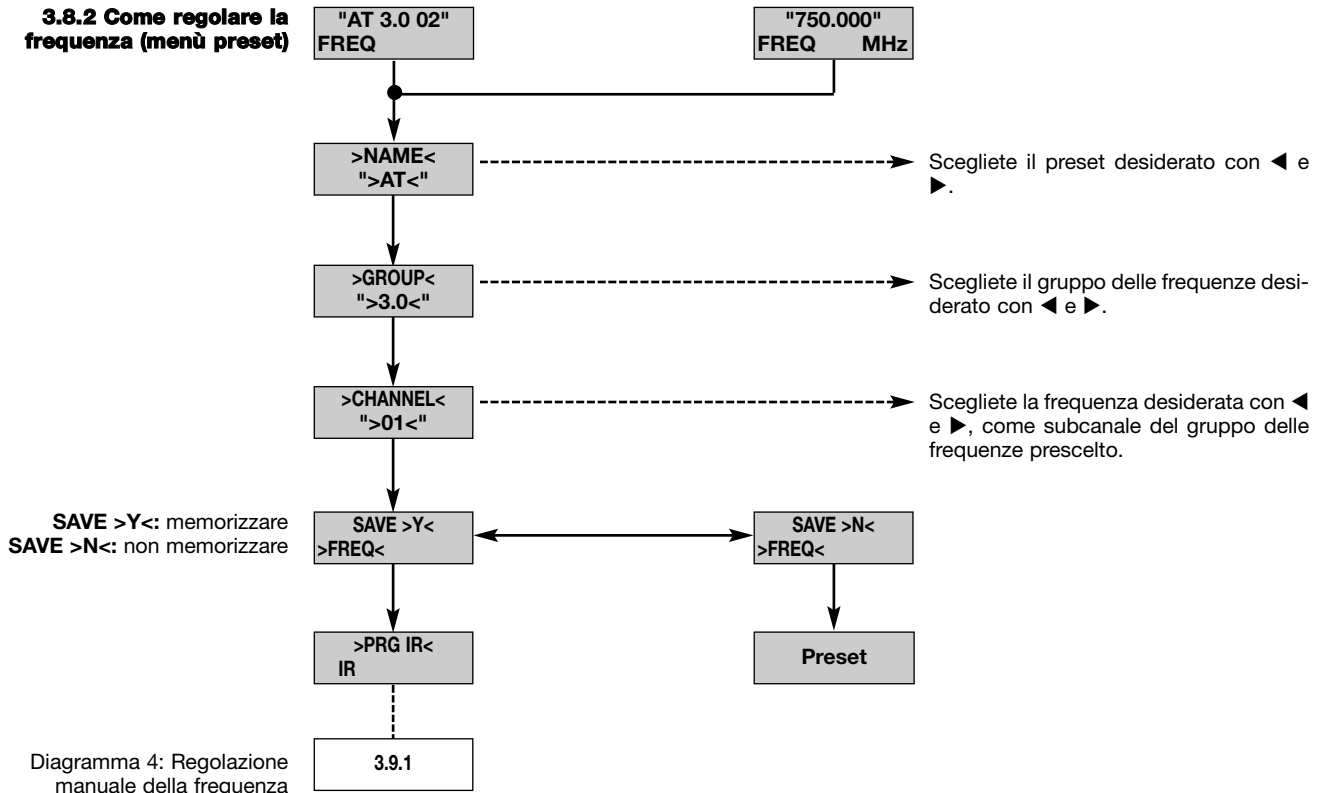 3.8.2 Come regolare la
frequenza (menù preset)
"AT 3.0 02"
FREQ
"750.000"
FREQ MHz
>NAME<
">AT<"
Scegliete il preset desiderato con ◀ e
▶.
>GROUP<
">3.0<"
Scegliete il gruppo delle frequenze desi-
derato con ◀ e ▶.
>CHANNEL<
">01<"
Scegliete la frequenza desiderata con ◀
e ▶, come subcanale del gruppo delle
frequenze prescelto.
SAVE >Y<: memorizzare
SAVE >N<: non memorizzare
SAVE >Y<
>FREQ<
SAVE >N<
>FREQ<
>PRG IR<
IR
Preset
Diagramma 4: Regolazione
manuale della frequenza
3.9.1